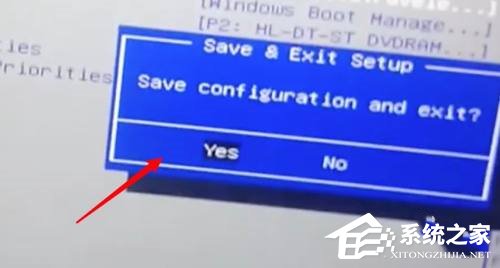 [Windows Boot Manage...]
[P2: HL-DT-ST DVDRAM...]
ties
Priorities
Save & Exit Setup
Save configuration and exit?
Yes No
系统之家
XITONGZHIJIA.NET